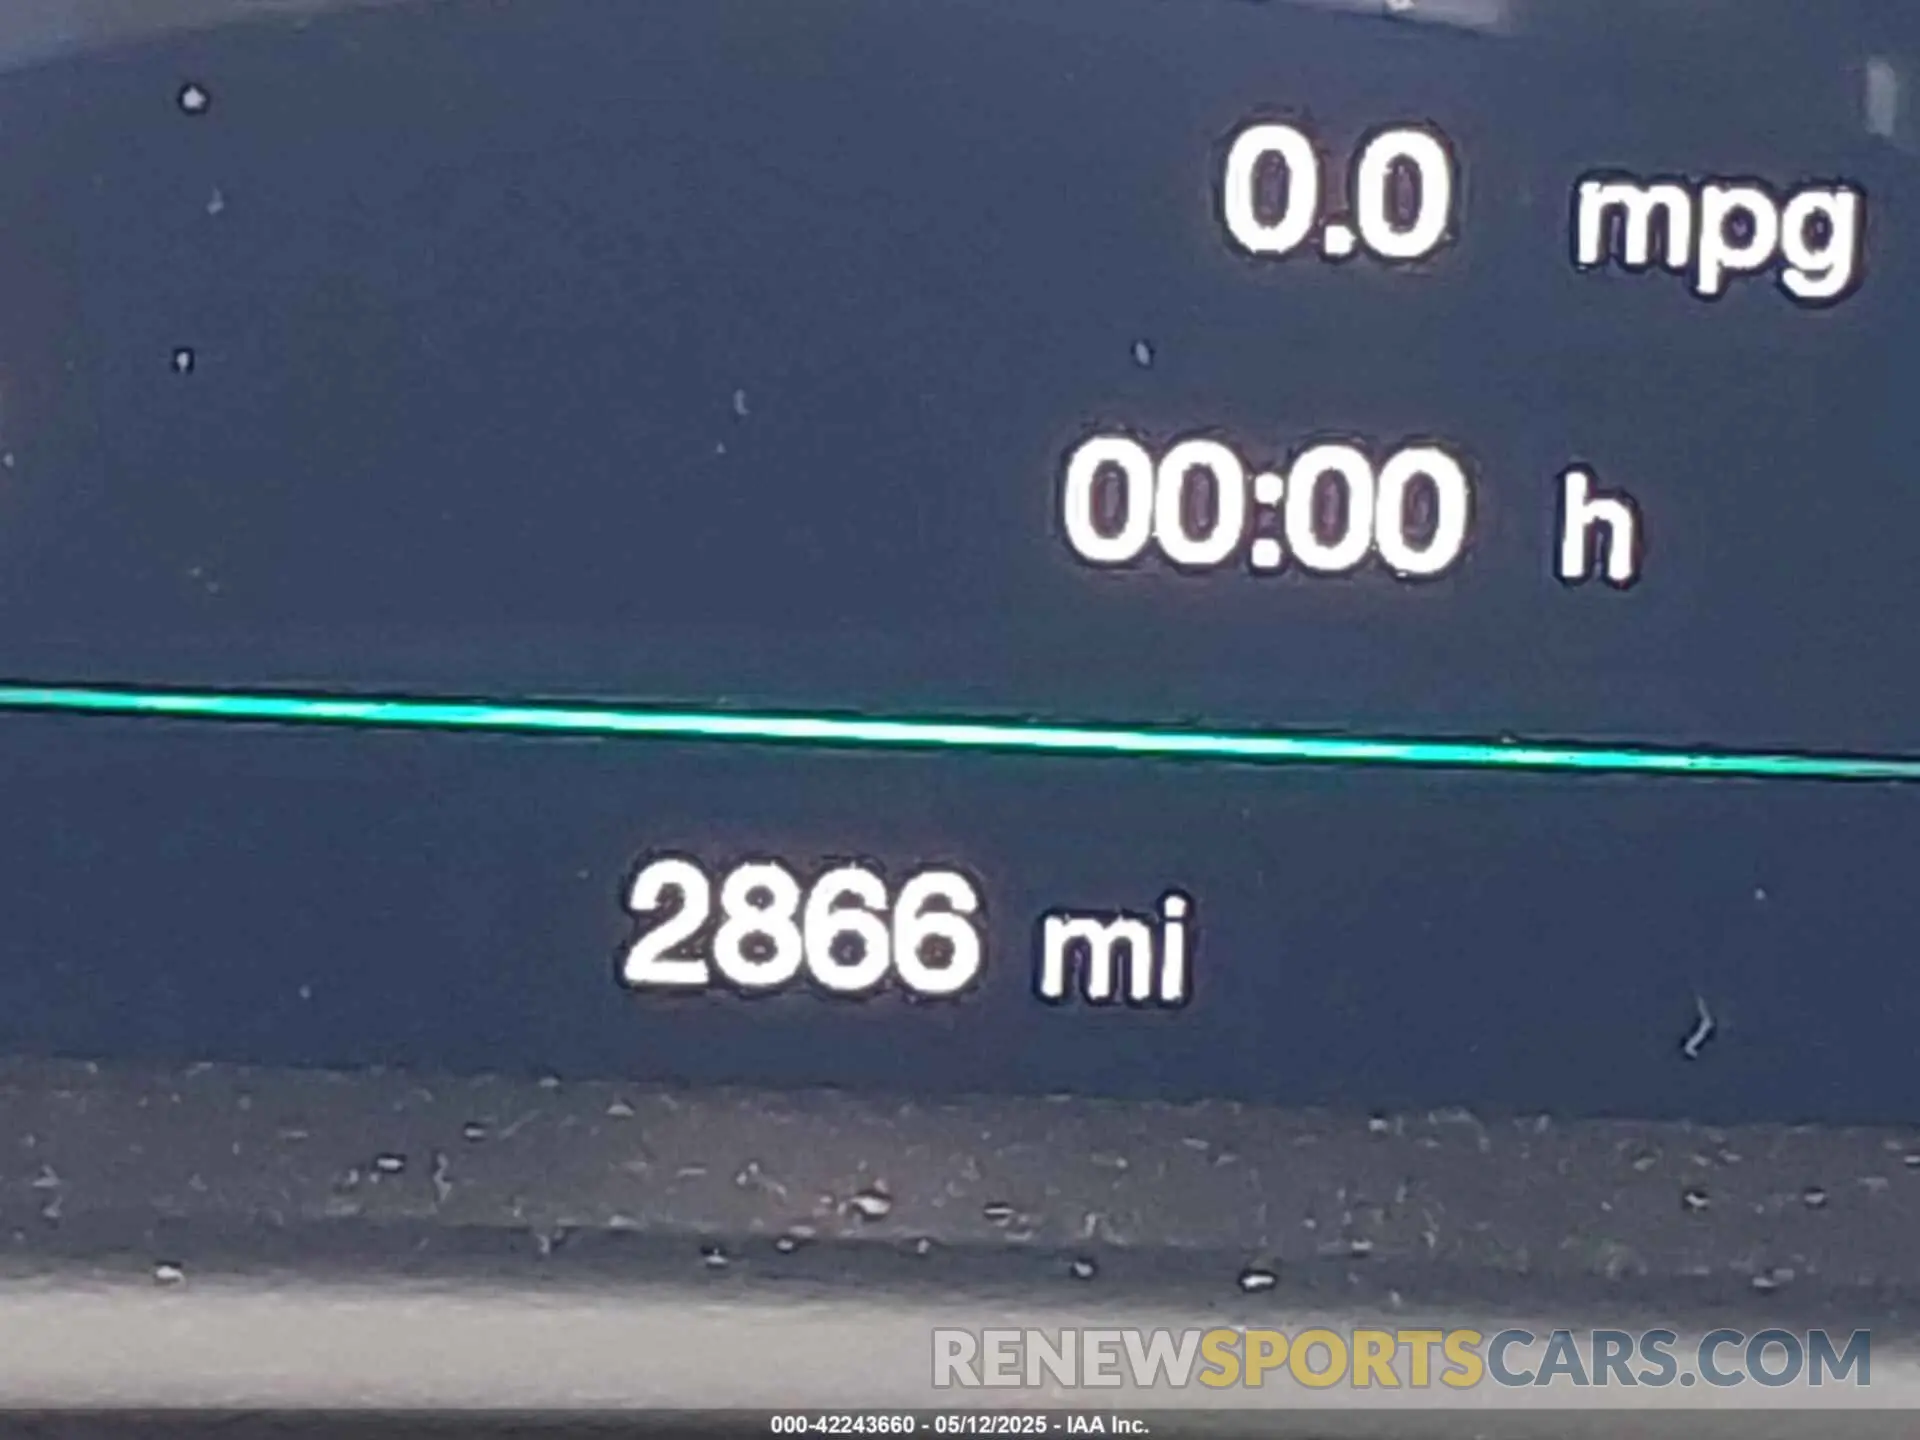 0.0 mpg
00:00 h
2866 mi
RENEWSPORTSCARS.COM
000-42243660 - 05/12/2025 - IAA Inc.